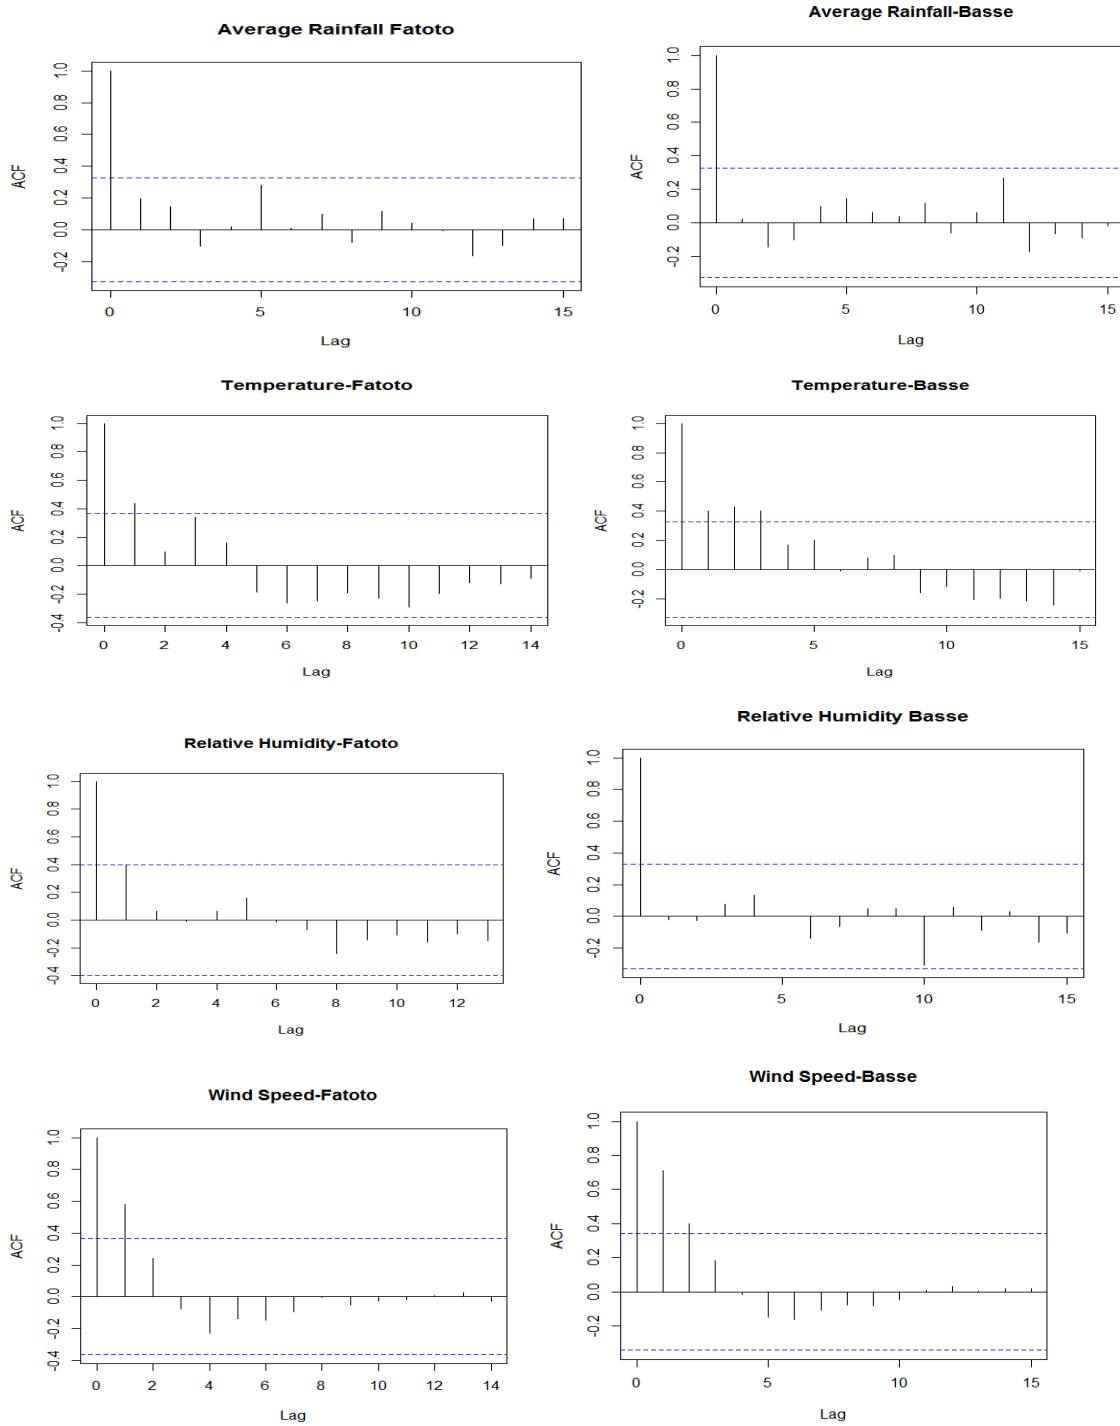 Average Rainfall Fatoto
ACF
1.0
0.8
0.6
0.4
0.2
0.0
-0.2
0 5 10 15
Lag
Average Rainfall-Basse
ACF
1.0
0.8
0.6
0.4
0.2
0.0
-0.2
0 5 10 15
Lag
Temperature-Fatoto
ACF
1.0
0.8
0.6
0.4
0.2
0.0
-0.2
-0.4
0 2 4 6 8 10 12 14
Lag
Temperature-Basse
ACF
1.0
0.8
0.6
0.4
0.2
0.0
-0.2
0 5 10 15
Lag
Relative Humidity-Fatoto
ACF
1.0
0.8
0.6
0.4
0.2
0.0
-0.2
-0.4
0 2 4 6 8 10 12
Lag
Relative Humidity Basse
ACF
1.0
0.8
0.6
0.4
0.2
0.0
-0.2
0 5 10 15
Lag
Wind Speed-Fatoto
ACF
1.0
0.8
0.6
0.4
0.2
0.0
-0.2
-0.4
0 2 4 6 8 10 12 14
Lag
Wind Speed-Basse
ACF
1.0
0.8
0.6
0.4
0.2
0.0
-0.2
0 5 10 15
Lag